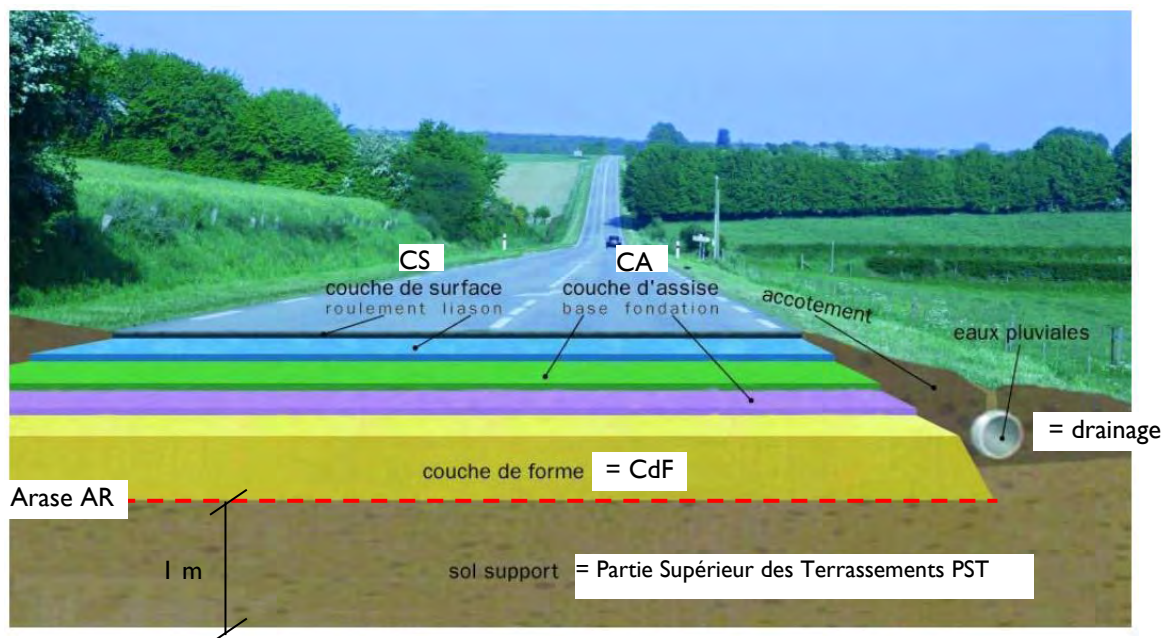 CS
couche de surface
roulement liason
CA
couche d'assise
base fondation
accotement
eaux pluviales
= drainage
couche de forme = CdF
Arase AR
1 m
sol support = Partie Supérieur des Terrassements PST